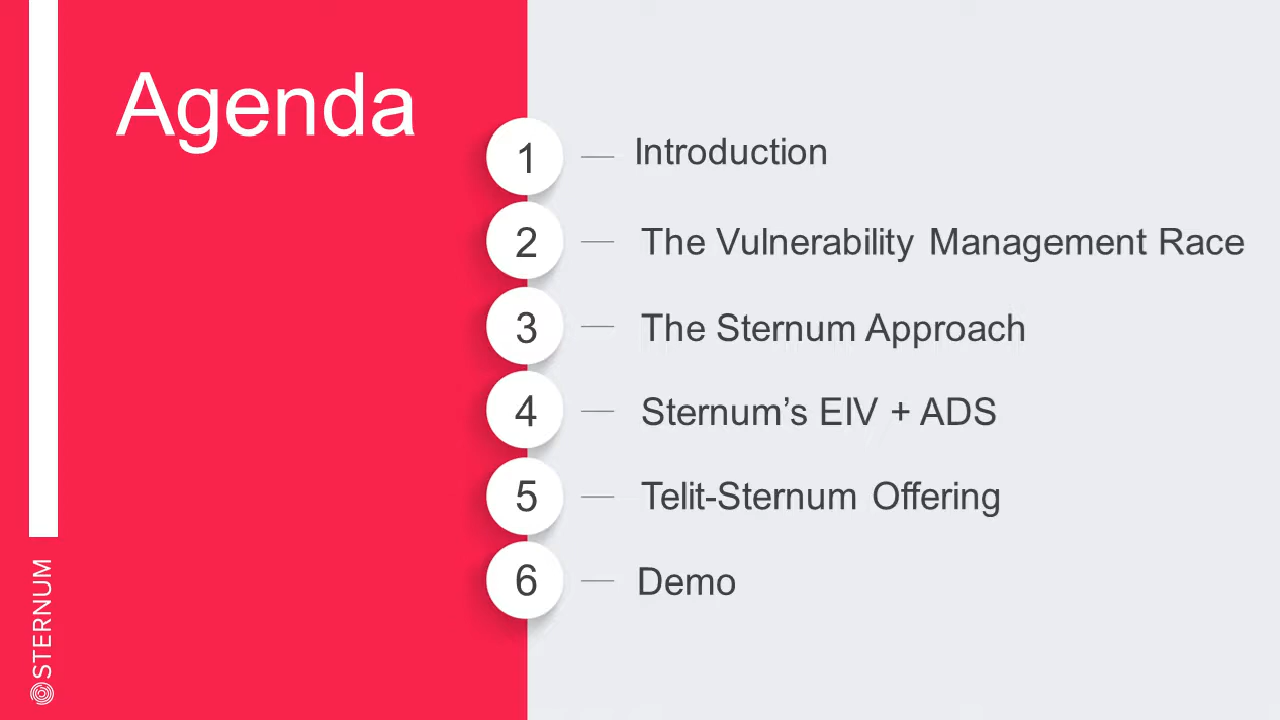 Agenda
1 Introduction
2 The Vulnerability Management Race
3 The Sternum Approach
4 Sternum’s EIV + ADS
5 Telit-Sternum Offering
6 Demo
STERNUM